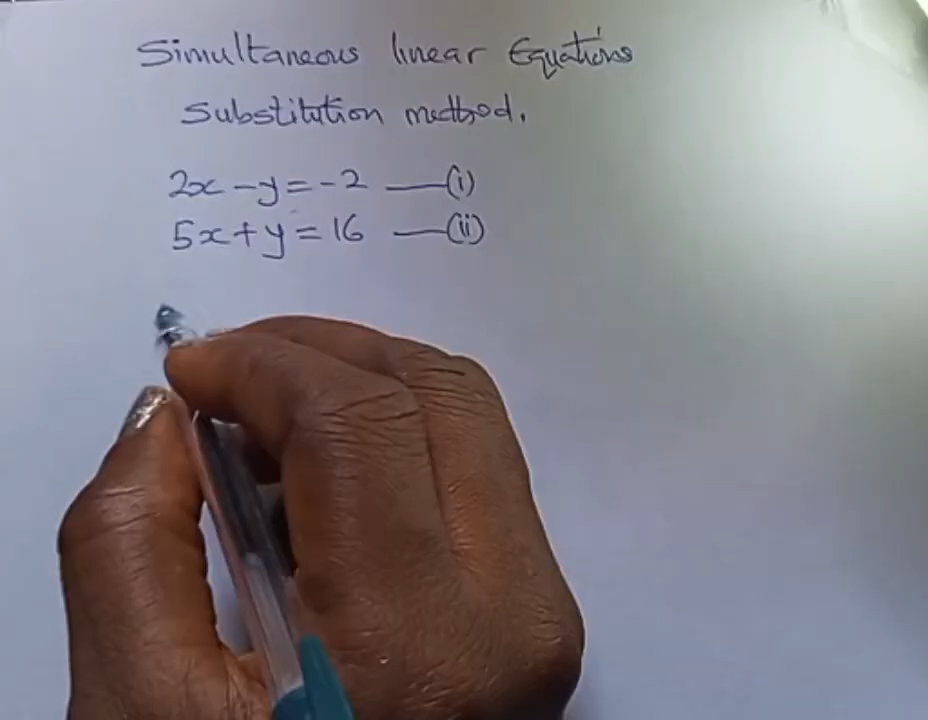 Simultaneous linear Equations
Substitution method.
2x - y = -2 —(i)
5x + y = 16 —(ii)